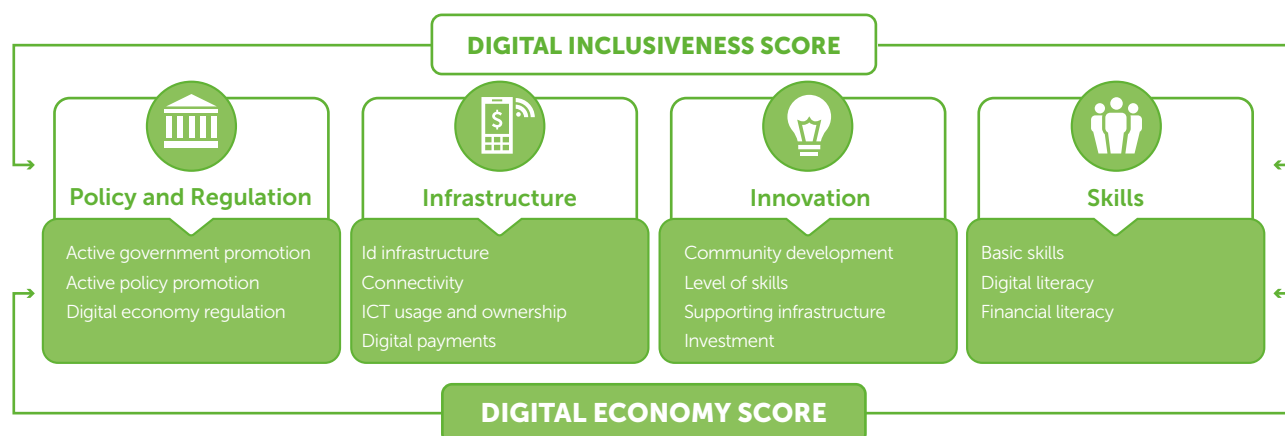 DIGITAL INCLUSIVENESS SCORE
$
Policy and Regulation
Active government promotion
Active policy promotion
Digital economy regulation
Infrastructure
Id infrastructure
Connectivity
ICT usage and ownership
Digital payments
Innovation
Community development
Level of skills
Supporting infrastructure
Investment
Skills
Basic skills
Digital literacy
Financial literacy
DIGITAL ECONOMY SCORE